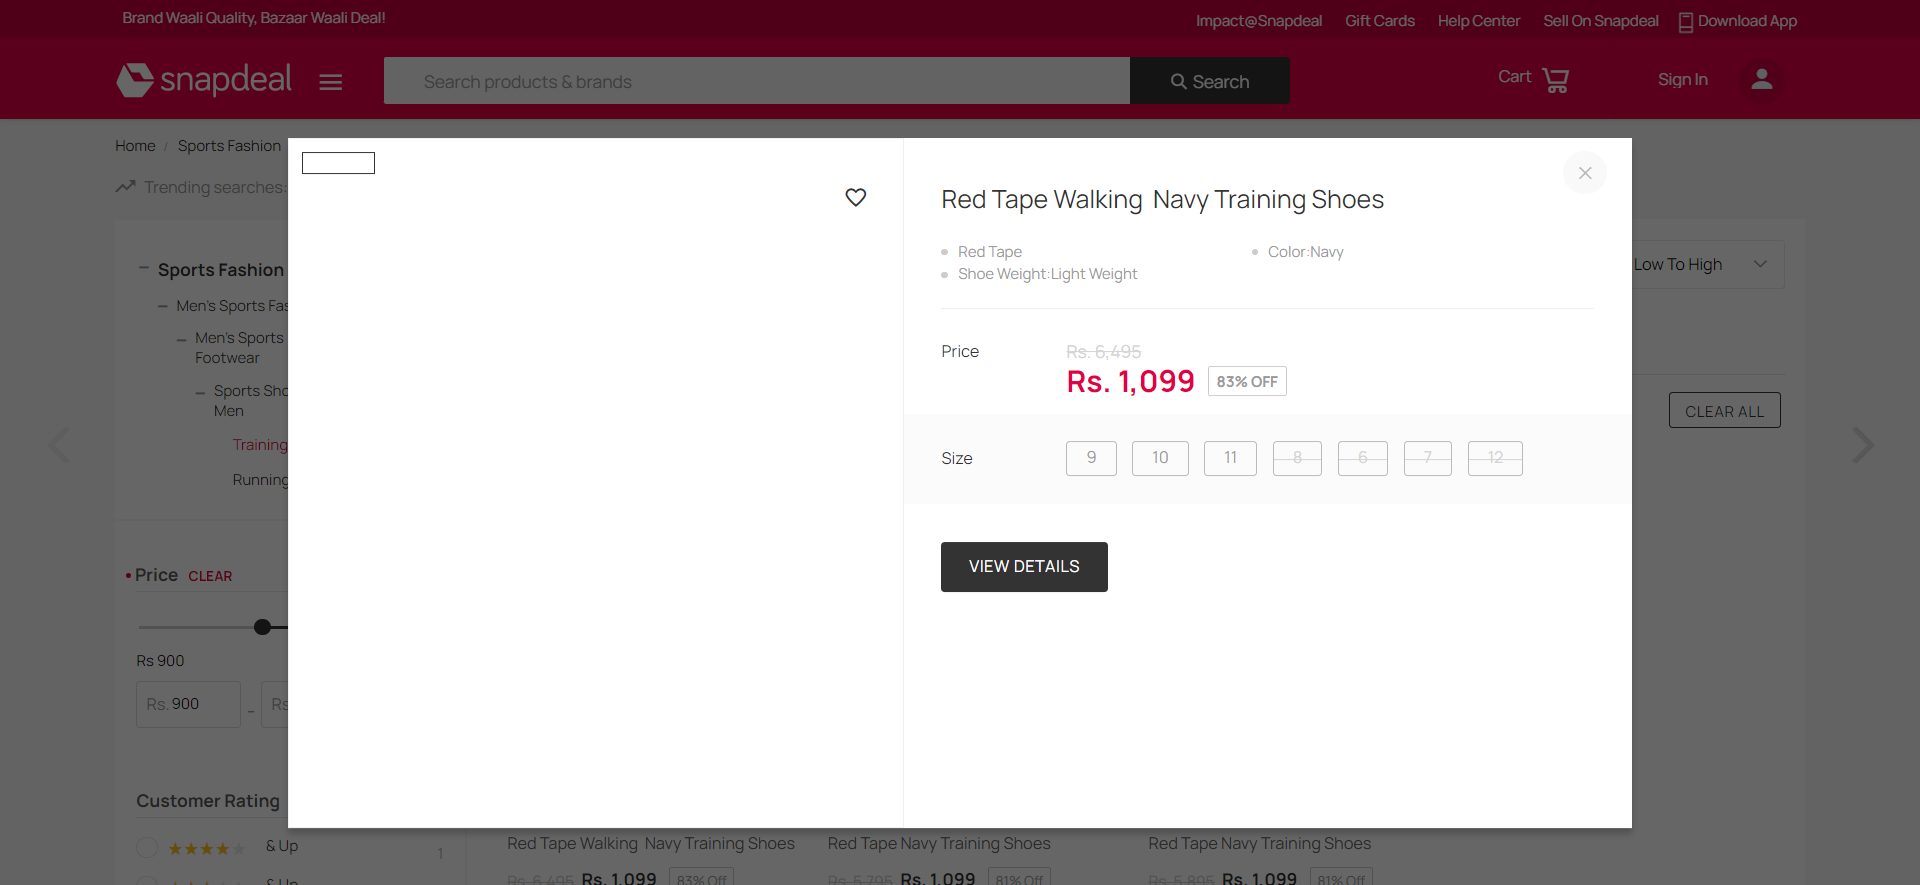 Brand Waali Quality, Bazaar Waali Deal!
Impact@Snapdeal Gift Cards Help Center Sell On Snapdeal Download App
snapdeal
Search products & brands
Search
Cart
Sign In
Home / Sports Fashion
Trending searches:
Sports Fashion
Men's Sports Fas
Men's Sports
Footwear
Sports Sho
Men
Training
Running
Price CLEAR
Rs 900
Rs. 900 - Rs
Customer Rating
& Up 1
& Up
Red Tape Walking Navy Training Shoes
Red Tape
Color:Navy
Shoe Weight:Light Weight
Price
Rs. 6,495
Rs. 1,099 83% OFF
Size 9 10 11 8 6 7 12
VIEW DETAILS
Low To High
CLEAR ALL
Red Tape Walking Navy Training Shoes
Rs. 6,495 Rs. 1,099 83% Off
Red Tape Navy Training Shoes
Rs. 5,795 Rs. 1,099 81% Off
Red Tape Navy Training Shoes
Rs. 5,895 Rs. 1,099 81% Off